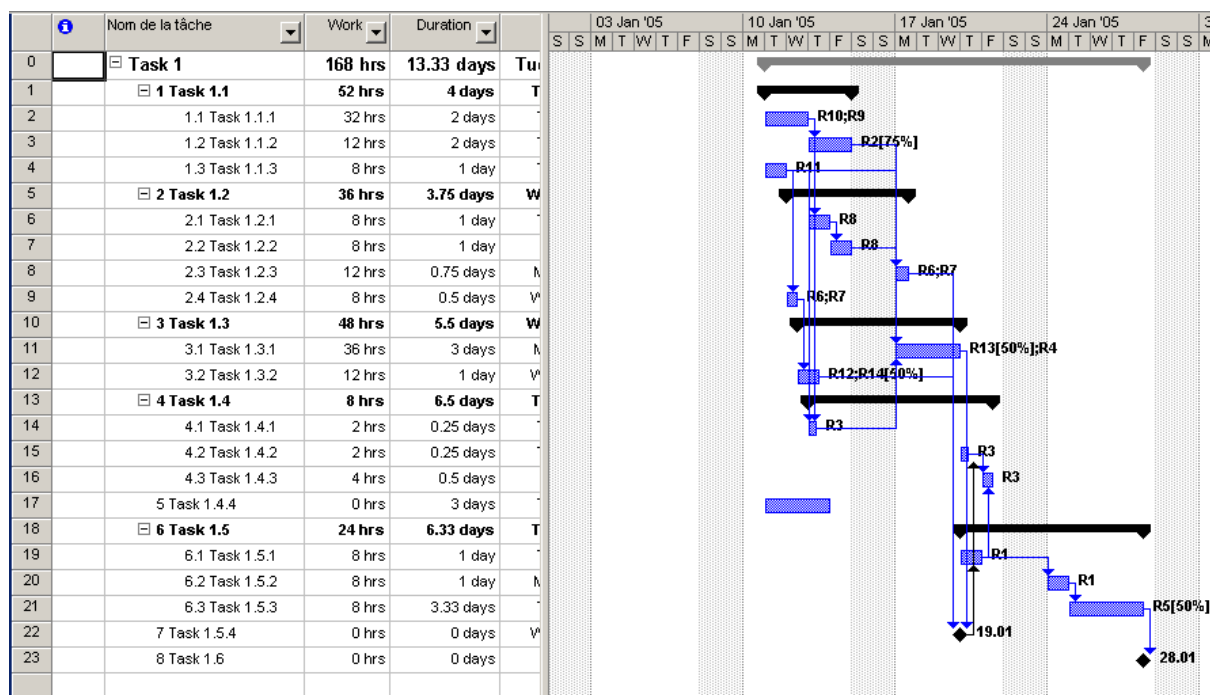 Nom de la tâche Work Duration 03 Jan '05 10 Jan '05 17 Jan '05 24 Jan '05 3
S S M T W T F S S M T W T F S S M T W T F S S M T W T F S S M
0 Task 1 168 hrs 13.33 days Tu
1 1 Task 1.1 52 hrs 4 days T
2 1.1 Task 1.1.1 32 hrs 2 days R10;R9
3 1.2 Task 1.1.2 12 hrs 2 days R2[75%]
4 1.3 Task 1.1.3 8 hrs 1 day R11
5 2 Task 1.2 36 hrs 3.75 days W
6 2.1 Task 1.2.1 8 hrs 1 day R8
7 2.2 Task 1.2.2 8 hrs 1 day R8
8 2.3 Task 1.2.3 12 hrs 0.75 days R6;R7
9 2.4 Task 1.2.4 8 hrs 0.5 days R6;R7
10 3 Task 1.3 48 hrs 5.5 days W
11 3.1 Task 1.3.1 36 hrs 3 days R13[50%];R4
12 3.2 Task 1.3.2 12 hrs 1 day R12;R14[50%]
13 4 Task 1.4 8 hrs 6.5 days T
14 4.1 Task 1.4.1 2 hrs 0.25 days R3
15 4.2 Task 1.4.2 2 hrs 0.25 days R3
16 4.3 Task 1.4.3 4 hrs 0.5 days R3
17 5 Task 1.4.4 0 hrs 3 days
18 6 Task 1.5 24 hrs 6.33 days T
19 6.1 Task 1.5.1 8 hrs 1 day R1
20 6.2 Task 1.5.2 8 hrs 1 day R1
21 6.3 Task 1.5.3 8 hrs 3.33 days R5[50%]
22 7 Task 1.5.4 0 hrs 0 days 19.01
23 8 Task 1.6 0 hrs 0 days 28.01